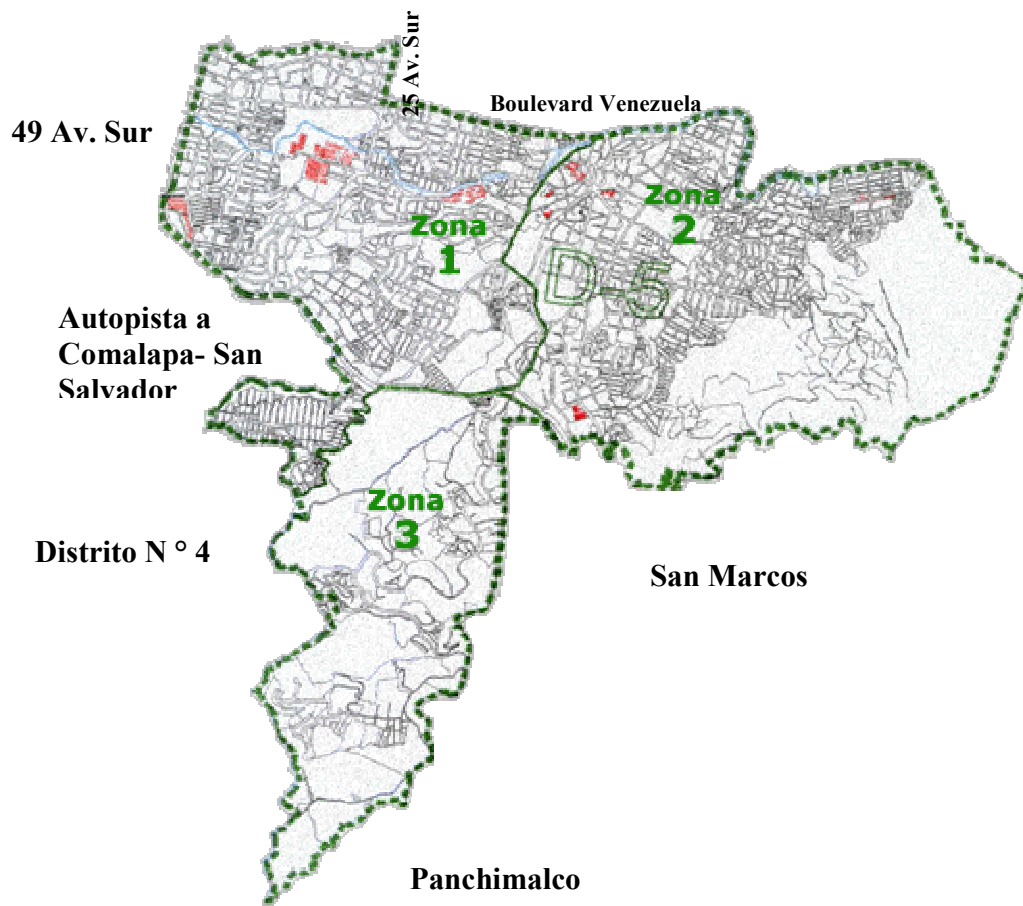 25 Av. Sur
Boulevard Venezuela
49 Av. Sur
Zona
1
Zona
2
D-5
Autopista a
Comalapa- San
Salvador
Zona
3
Distrito N ° 4
San Marcos
Panchimalco